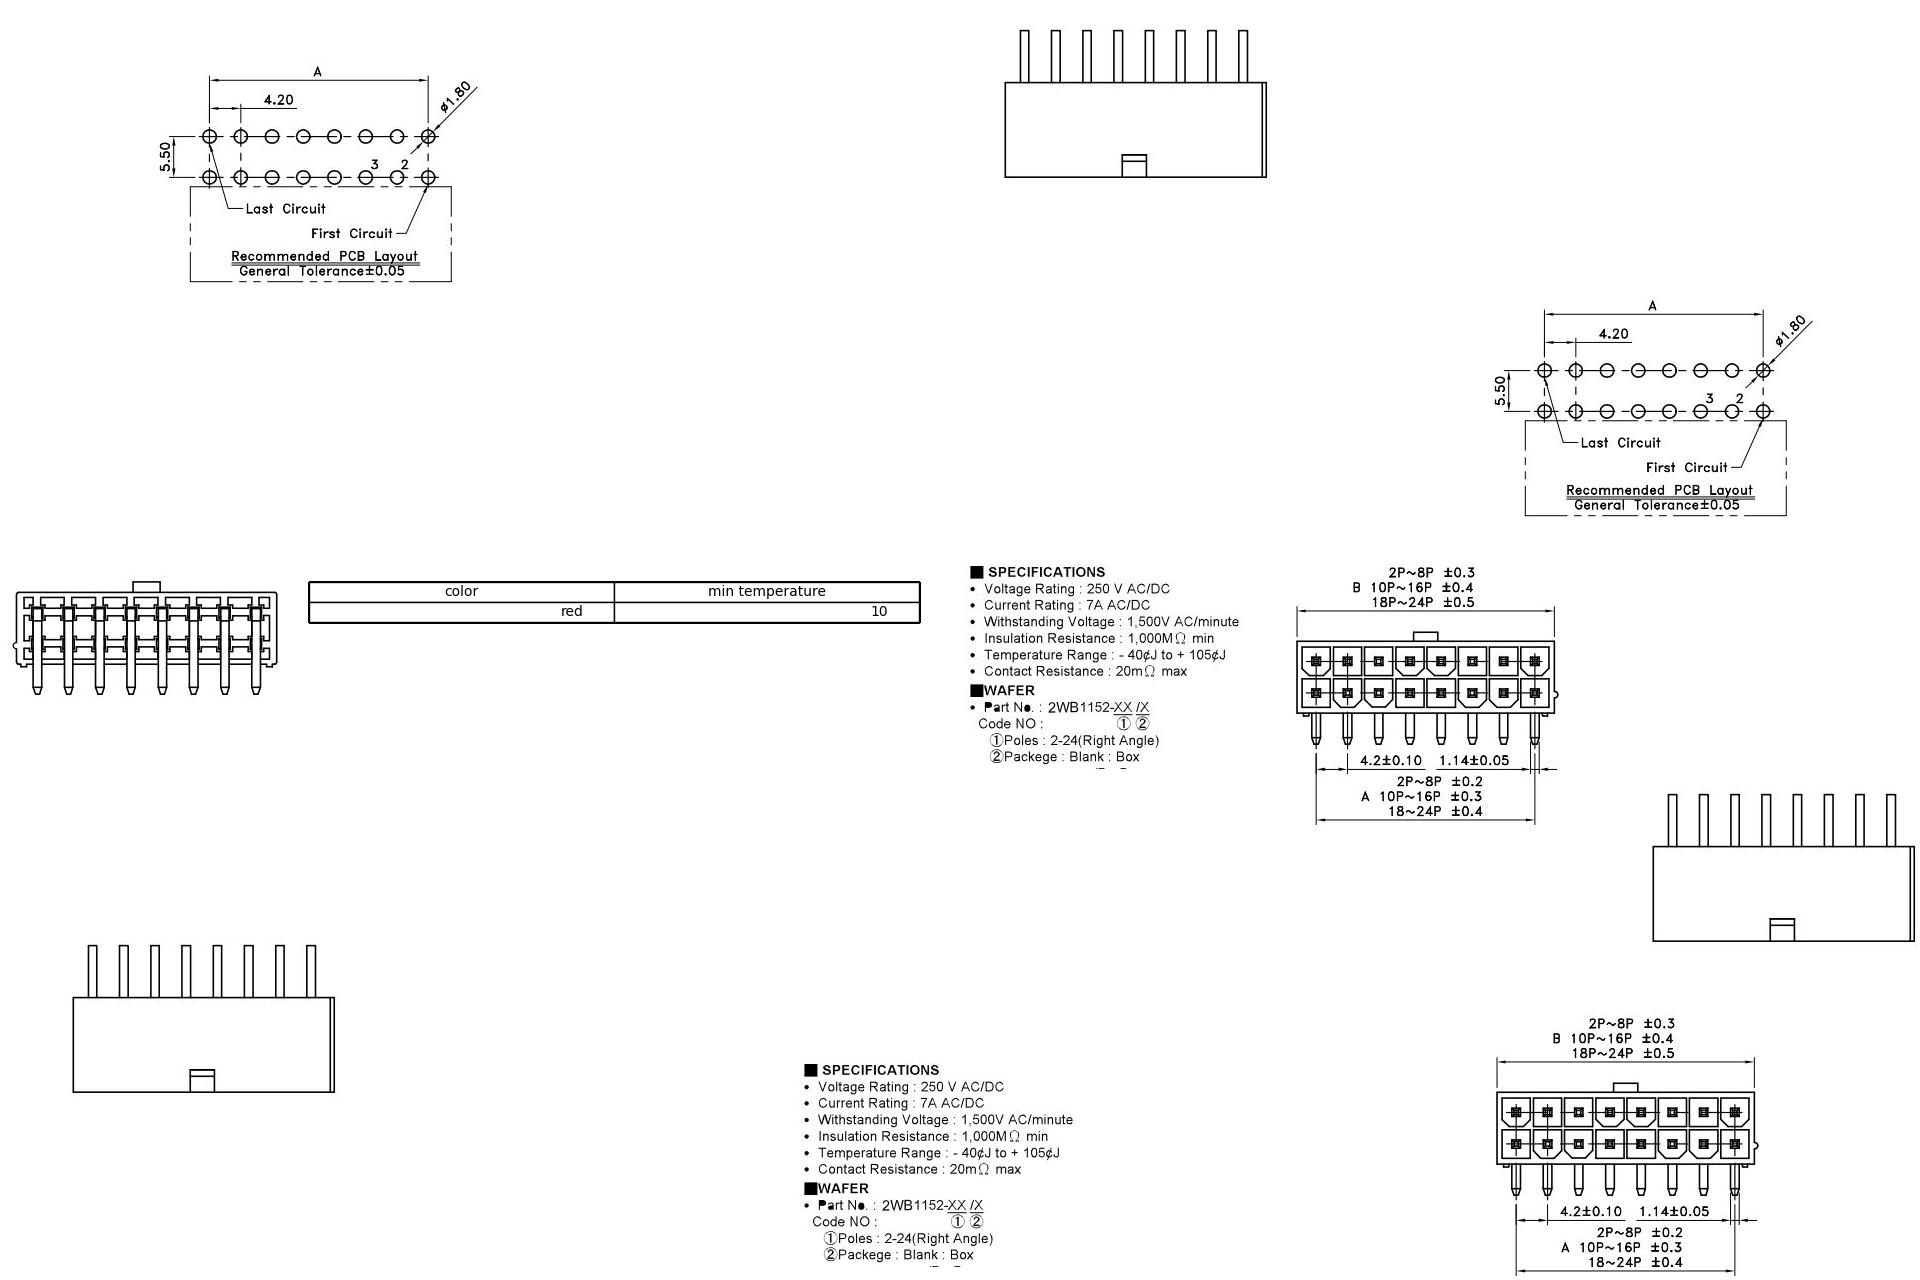 A
4.20
ø1.80
5.50
3 2
Last Circuit
First Circuit
Recommended PCB Layout
General Tolerance±0.05
A
4.20
ø1.80
5.50
3 2
Last Circuit
First Circuit
Recommended PCB Layout
General Tolerance±0.05
color min temperature
red 10
■ SPECIFICATIONS
• Voltage Rating : 250 V AC/DC
• Current Rating : 7A AC/DC
• Withstanding Voltage : 1,500V AC/minute
• Insulation Resistance : 1,000MΩ min
• Temperature Range : - 40¢J to + 105¢J
• Contact Resistance : 20mΩ max
■WAFER
• Part No. : 2WB1152-XX /X
Code NO : ① ②
①Poles : 2-24(Right Angle)
②Packege : Blank : Box
2P~8P ±0.3
B 10P~16P ±0.4
18P~24P ±0.5
4.2±0.10 1.14±0.05
2P~8P ±0.2
A 10P~16P ±0.3
18~24P ±0.4
■ SPECIFICATIONS
• Voltage Rating : 250 V AC/DC
• Current Rating : 7A AC/DC
• Withstanding Voltage : 1,500V AC/minute
• Insulation Resistance : 1,000MΩ min
• Temperature Range : - 40¢J to + 105¢J
• Contact Resistance : 20mΩ max
■WAFER
• Part No. : 2WB1152-XX /X
Code NO : ① ②
①Poles : 2-24(Right Angle)
②Packege : Blank : Box
2P~8P ±0.3
B 10P~16P ±0.4
18P~24P ±0.5
4.2±0.10 1.14±0.05
2P~8P ±0.2
A 10P~16P ±0.3
18~24P ±0.4